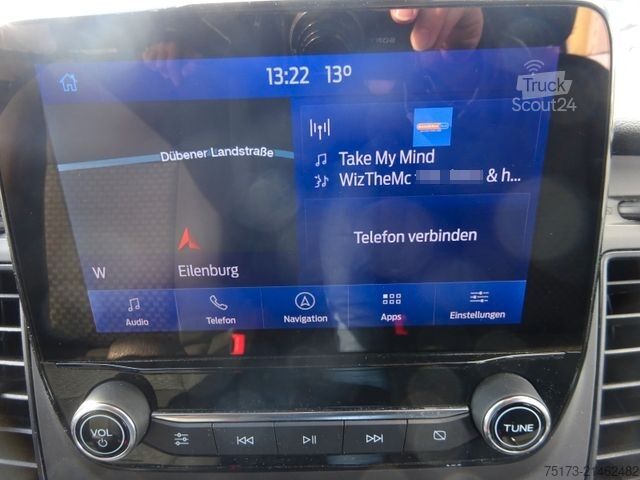 13:22 13°
Truck
Scout24
Dübener Landstraße
Take My Mind
WizTheMc & h...
Telefon verbinden
W
Eilenburg
Audio
Telefon
Navigation
Apps
Einstellungen
VOL
TUNE
75173-21462482